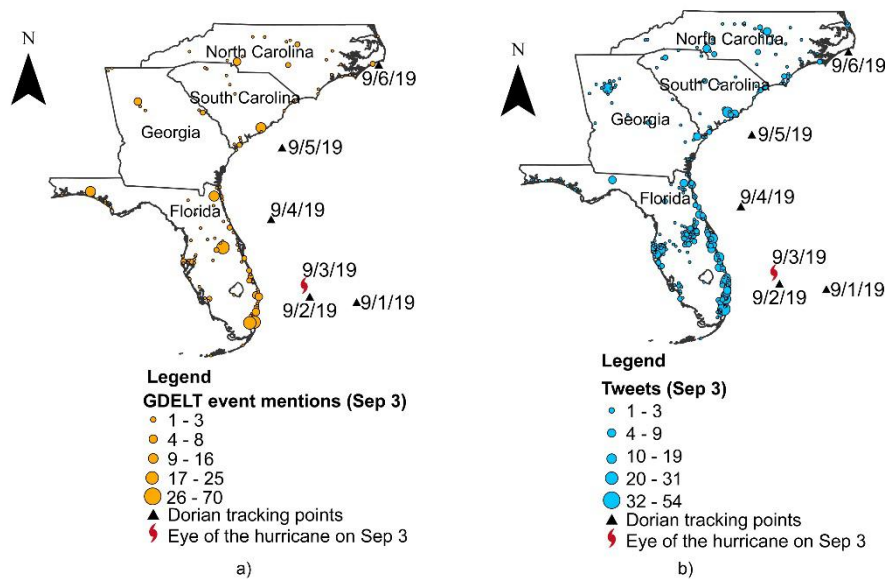 N
North Carolina
9/6/19
South Carolina
Georgia
9/5/19
Florida
9/4/19
9/3/19
9/2/19
9/1/19
Legend
GDELT event mentions (Sep 3)
1 - 3
4 - 8
9 - 16
17 - 25
26 - 70
Dorian tracking points
Eye of the hurricane on Sep 3
a)
N
North Carolina
9/6/19
South Carolina
Georgia
9/5/19
Florida
9/4/19
9/3/19
9/2/19
9/1/19
Legend
Tweets (Sep 3)
1 - 3
4 - 9
10 - 19
20 - 31
32 - 54
Dorian tracking points
Eye of the hurricane on Sep 3
b)